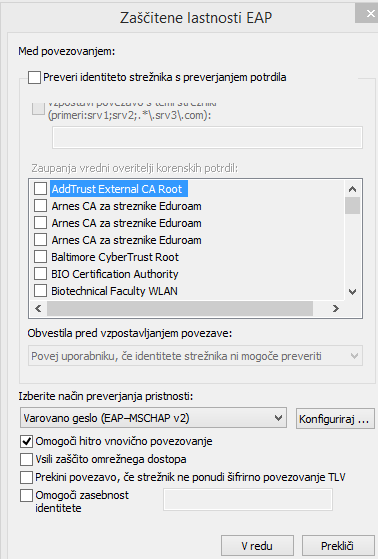 Zaščitene lastnosti EAP
Med povezovanjem:
Preveri identiteto strežnika s preverjanjem potrdila
Vzpostavi povezavo s temi strežniki
(primeri:srv1;srv2;.*\.srv3\.com):
Zaupanja vredni overitelji korenskih potrdil:
AddTrust External CA Root
Arnes CA za streznike Eduroam
Arnes CA za streznike Eduroam
Arnes CA za streznike Eduroam
Baltimore CyberTrust Root
BIO Certification Authority
Biotechnical Faculty WLAN
Obvestila pred vzpostavljanjem povezave:
Povej uporabniku, če identitete strežnika ni mogoče preveriti
Izberite način preverjanja pristnosti:
Varovano geslo (EAP-MSCHAP v2)
Konfiguriraj ...
Omogoči hitro vnovično povezovanje
Vsili zaščito omrežnega dostopa
Prekini povezavo, če strežnik ne ponudi šifrirno povezovanje TLV
Omogoči zasebnost
identitete
V redu
Prekliči